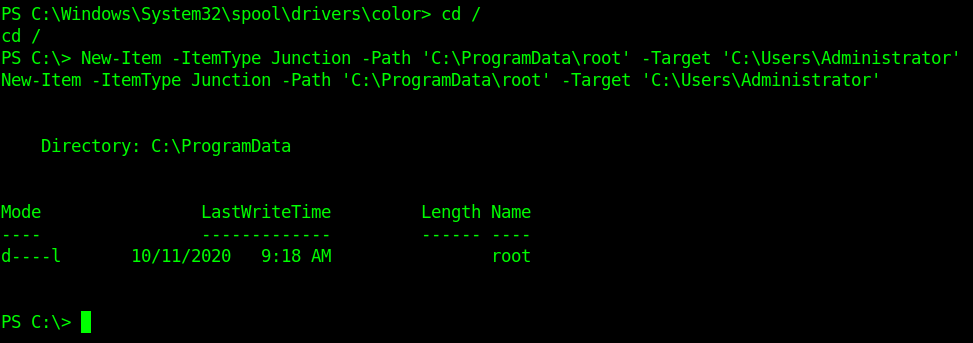 PS C:\Windows\System32\spool\drivers\color> cd /
cd /
PS C:\> New-Item -ItemType Junction -Path 'C:\ProgramData\root' -Target 'C:\Users\Administrator'
New-Item -ItemType Junction -Path 'C:\ProgramData\root' -Target 'C:\Users\Administrator'
    Directory: C:\ProgramData
Mode                LastWriteTime         Length Name
----                -------------         ------ ----
d----l       10/11/2020   9:18 AM                root
PS C:\>